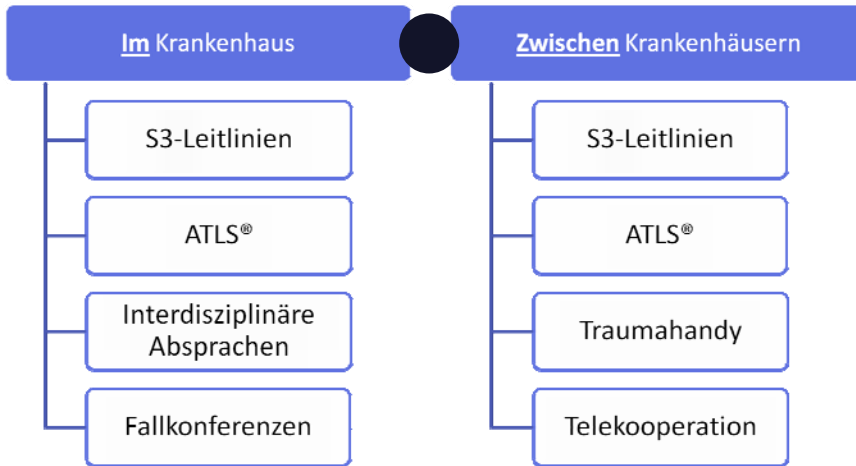 Im Krankenhaus
S3-Leitlinien
ATLS®
Interdisziplinäre
Absprachen
Fallkonferenzen
Zwischen Krankenhäusern
S3-Leitlinien
ATLS®
Traumahandy
Telekooperation